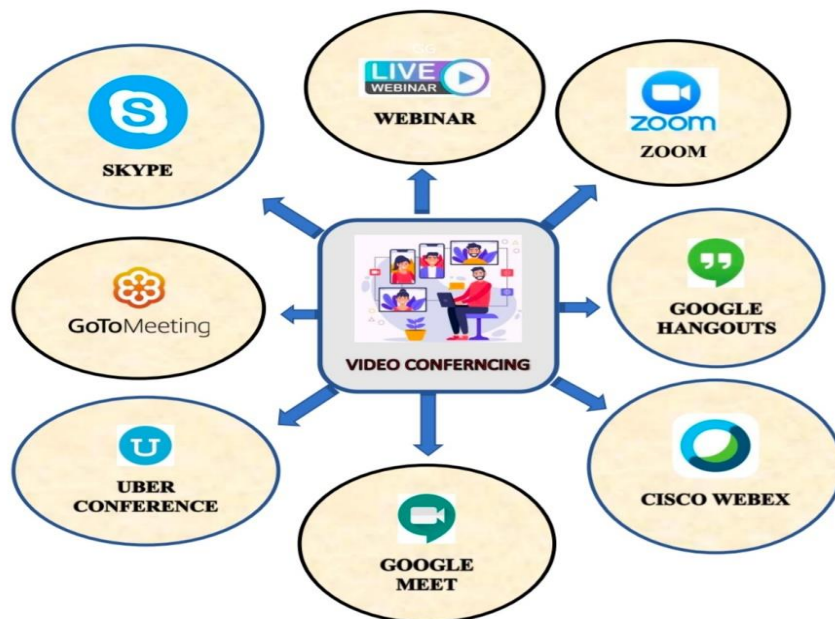 LIVE
WEBINAR
WEBINAR
S
SKYPE
zoom
ZOOM
GoToMeeting
GOOGLE
HANGOUTS
VIDEO CONFERNCING
U
UBER
CONFERENCE
CISCO WEBEX
GOOGLE
MEET